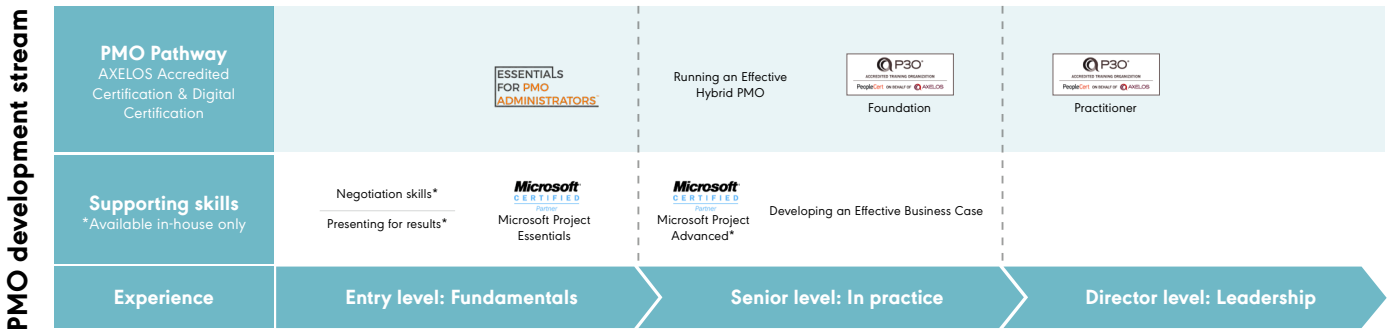 PMO development stream
PMO Pathway
AXELOS Accredited
Certification & Digital
Certification
ESSENTIALS
FOR PMO
ADMINISTRATORS™
Running an Effective
Hybrid PMO
P3O®
ACCREDITED TRAINING ORGANIZATION
PeopleCert ON BEHALF OF AXELOS
Foundation
P3O®
ACCREDITED TRAINING ORGANIZATION
PeopleCert ON BEHALF OF AXELOS
Practitioner
Supporting skills
*Available in-house only
Negotiation skills*
Presenting for results*
Microsoft
CERTIFIED
Partner
Microsoft Project
Essentials
Microsoft
CERTIFIED
Partner
Microsoft Project
Advanced*
Developing an Effective Business Case
Experience
Entry level: Fundamentals
Senior level: In practice
Director level: Leadership